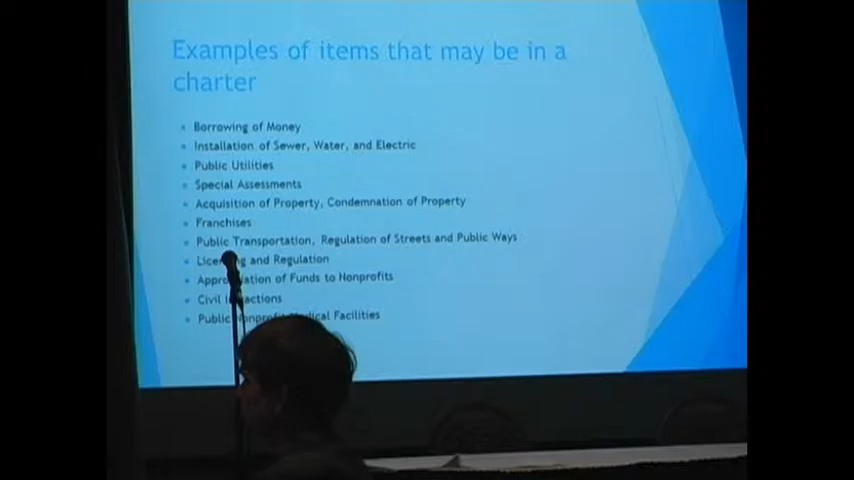 Examples of items that may be in a
charter
Borrowing of Money
Installation of Sewer, Water, and Electric
Public Utilities
Special Assessments
Acquisition of Property, Condemnation of Property
Franchises
Public Transportation, Regulation of Streets and Public Ways
and Regulation
of Funds to Nonprofits
Civil
Public Medical Facilities